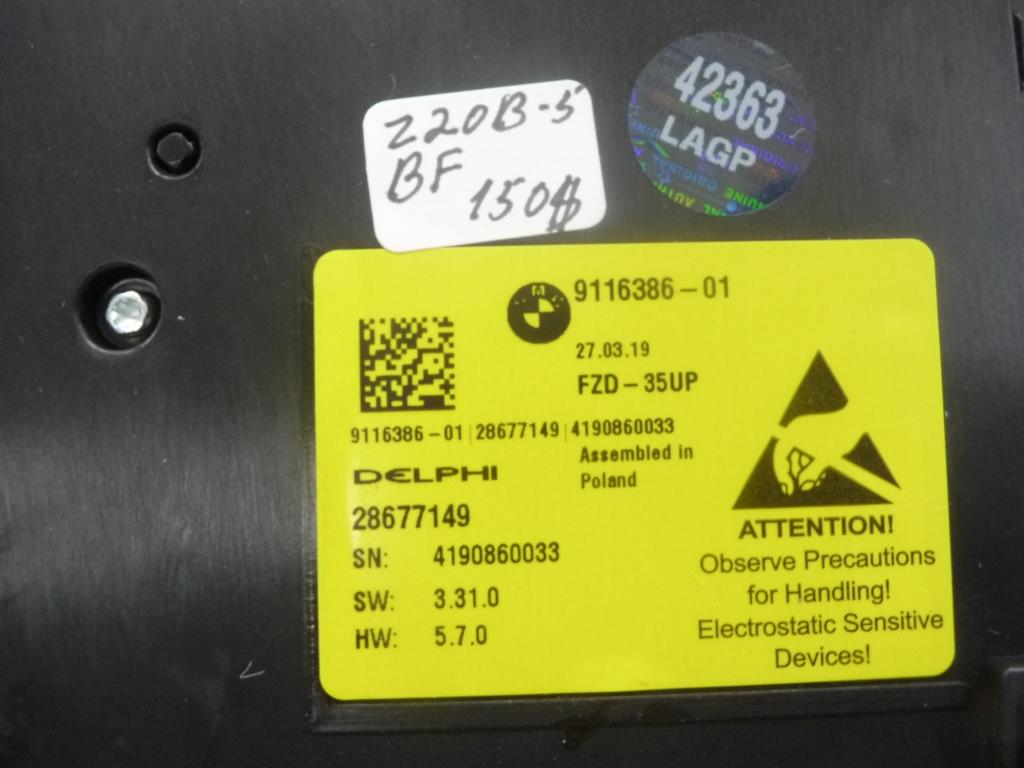 Z20B-5
BF
150$
42363
LAGP
9116386-01
27.03.19
FZD-35UP
9116386-01|28677149|4190860033
Assembled in
Poland
DELPHI
28677149
SN: 4190860033
SW: 3.31.0
HW: 5.7.0
ATTENTION!
Observe Precautions
for Handling!
Electrostatic Sensitive
Devices!